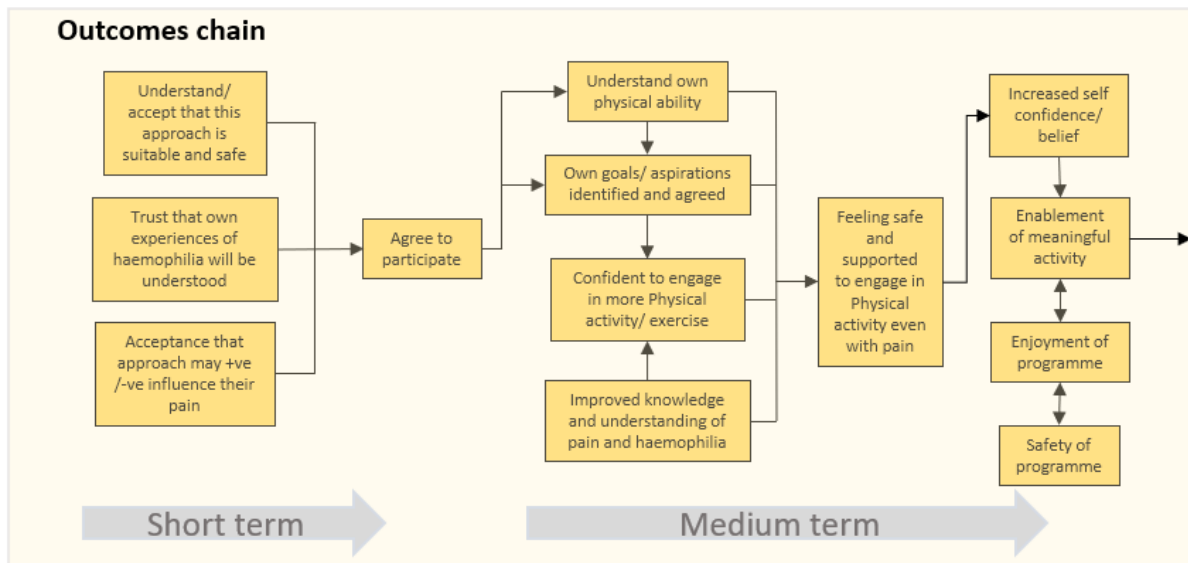 Outcomes chain
Understand/
accept that this
approach is
suitable and safe
Trust that own
experiences of
haemophilia will be
understood
Acceptance that
approach may +ve
/-ve influence their
pain
Agree to
participate
Understand own
physical ability
Own goals/ aspirations
identified and agreed
Confident to engage
in more Physical
activity/ exercise
Improved knowledge
and understanding of
pain and haemophilia
Feeling safe
and
supported
to engage in
Physical
activity even
with pain
Increased self
confidence/
belief
Enablement
of meaningful
activity
Enjoyment of
programme
Safety of
programme
Short term
Medium term